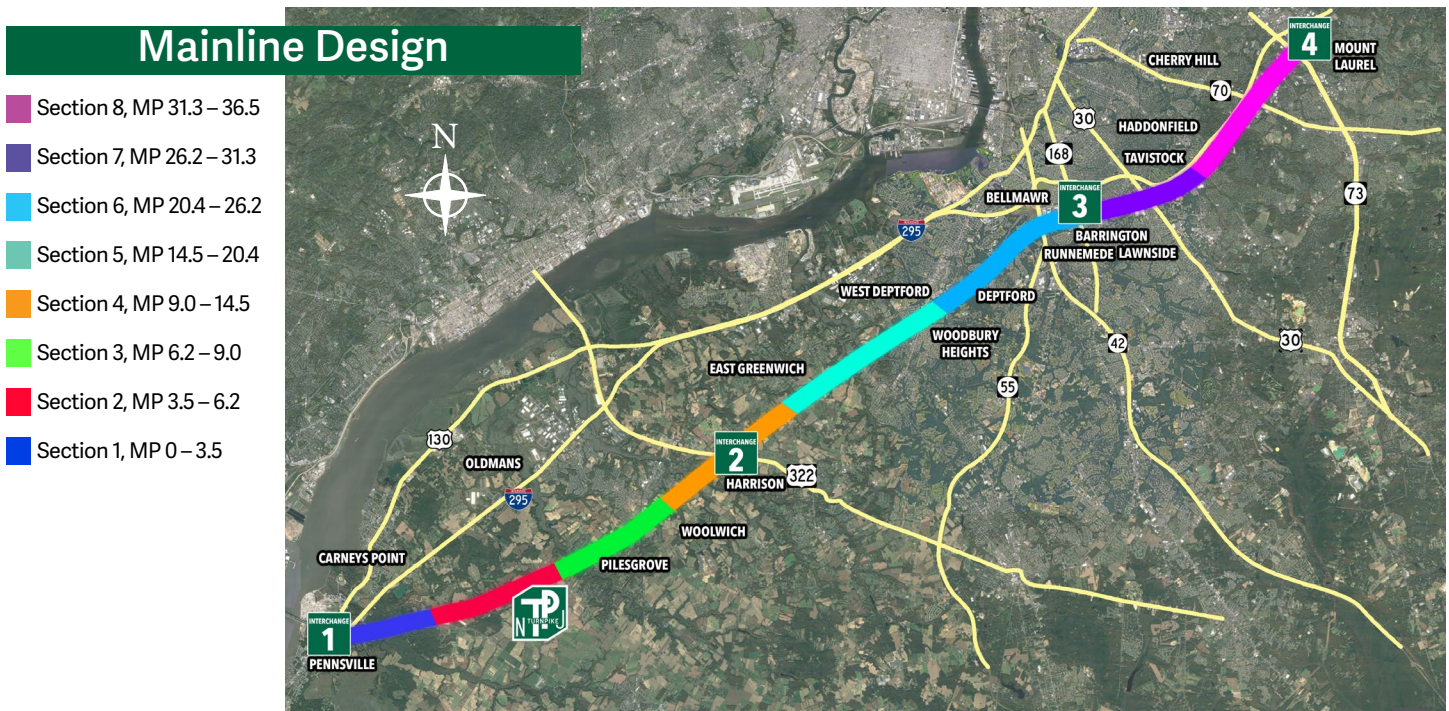 Mainline Design
Section 8, MP 31.3 – 36.5
Section 7, MP 26.2 – 31.3
Section 6, MP 20.4 – 26.2
Section 5, MP 14.5 – 20.4
Section 4, MP 9.0 – 14.5
Section 3, MP 6.2 – 9.0
Section 2, MP 3.5 – 6.2
Section 1, MP 0 – 3.5
N
INTERCHANGE
4
MOUNT
LAUREL
CHERRY HILL
70
30
HADDONFIELD
168
TAVISTOCK
73
BELLMAWR
INTERCHANGE
3
INTERSTATE
295
BARRINGTON
RUNNEMEDE
LAWNSIDE
WEST DEPTFORD
DEPTFORD
WOODBURY
HEIGHTS
42
30
EAST GREENWICH
55
130
OLDMANS
INTERCHANGE
2
HARRISON
322
INTERSTATE
295
WOOLWICH
CARNEYS POINT
PILESGROVE
NJ TP
TURNPIKE
INTERCHANGE
1
PENNSVILLE